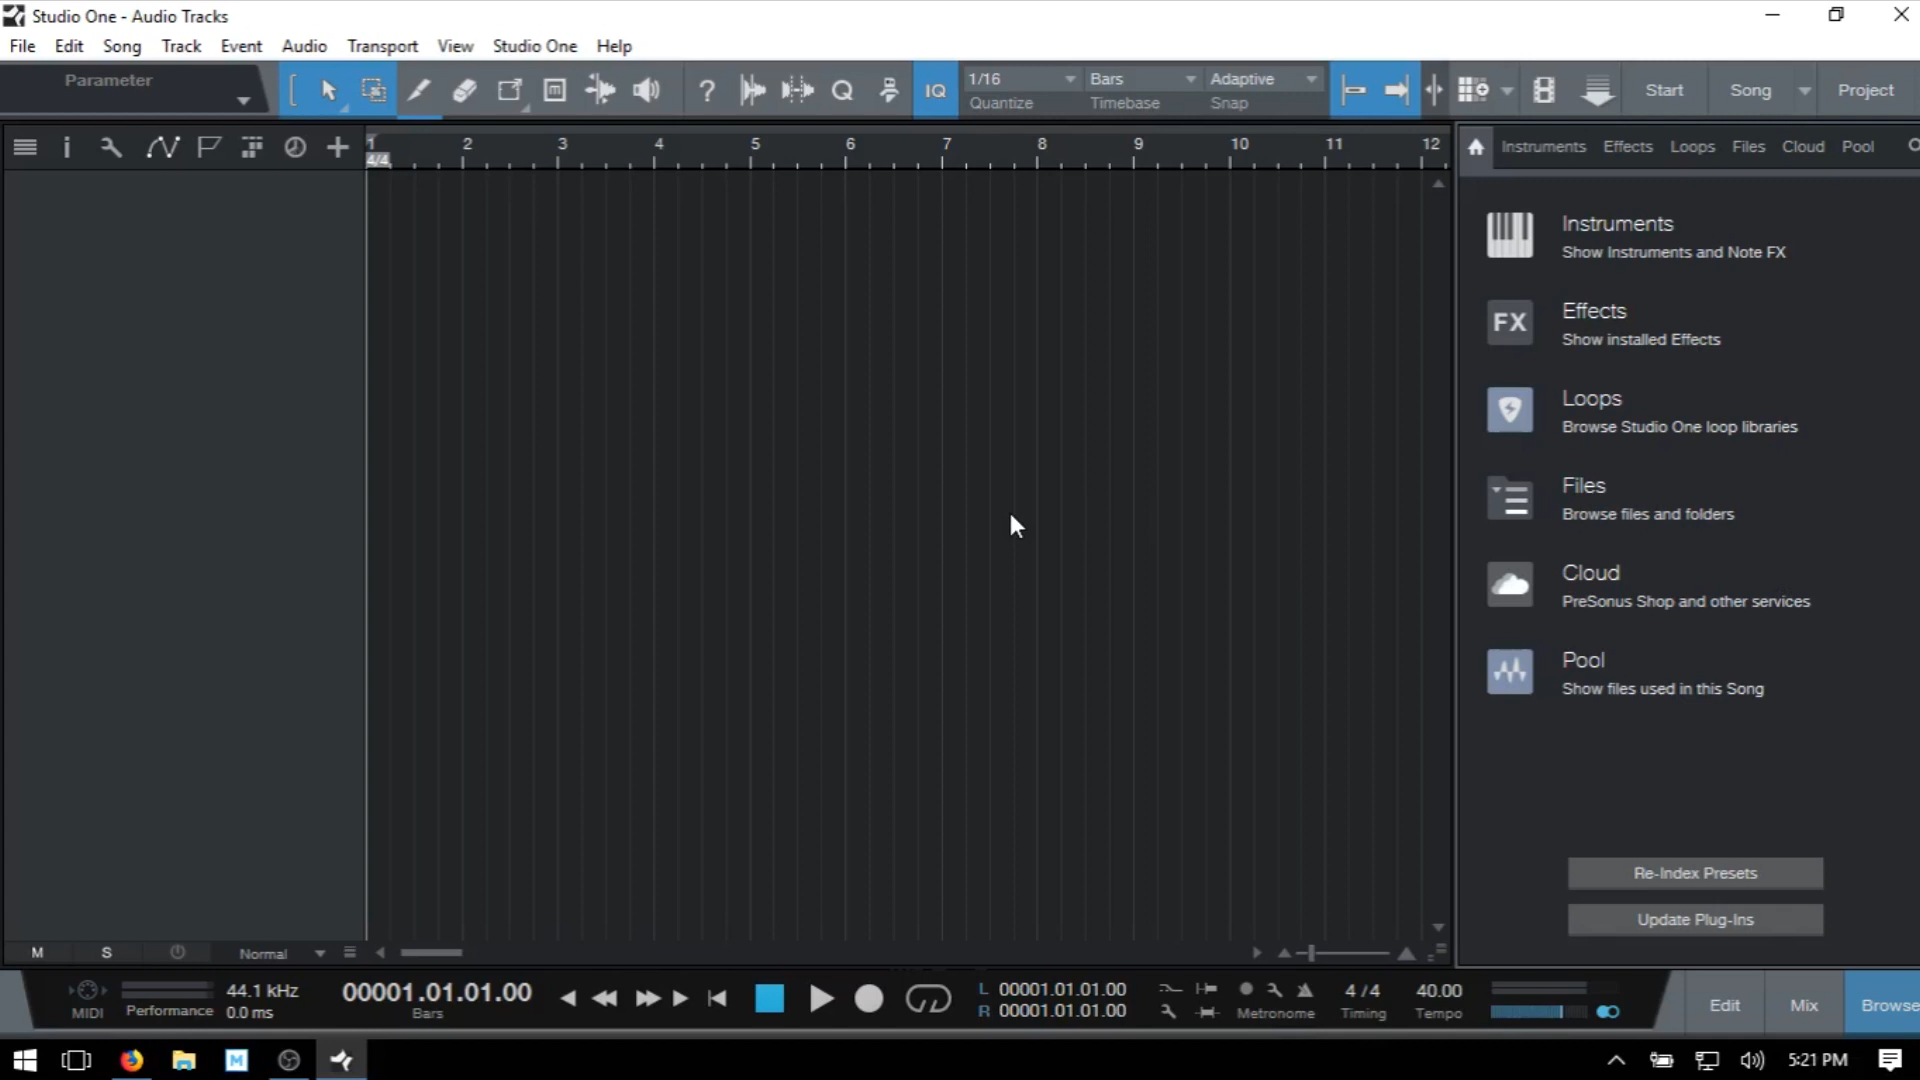 Studio One - Audio Tracks
File Edit Song Track Event Audio Transport View Studio One Help
Parameter
? Q IQ
1/16 Bars Adaptive
Quantize Timebase Snap
Start Song Project
i
1 2 3 4 5 6 7 8 9 10 11 12
4/4
Instruments Effects Loops Files Cloud Pool
Instruments
Show Instruments and Note FX
FX
Effects
Show installed Effects
Loops
Browse Studio One loop libraries
Files
Browse files and folders
Cloud
PreSonus Shop and other services
Pool
Show files used in this Song
Re-Index Presets
Update Plug-Ins
M S Normal
MIDI
Performance
44.1 kHz
0.0 ms
00001.01.01.00
Bars
L 00001.01.01.00
R 00001.01.01.00
Metronome
4 / 4
Timing
40.00
Tempo
Edit Mix Browse
M
5:21 PM